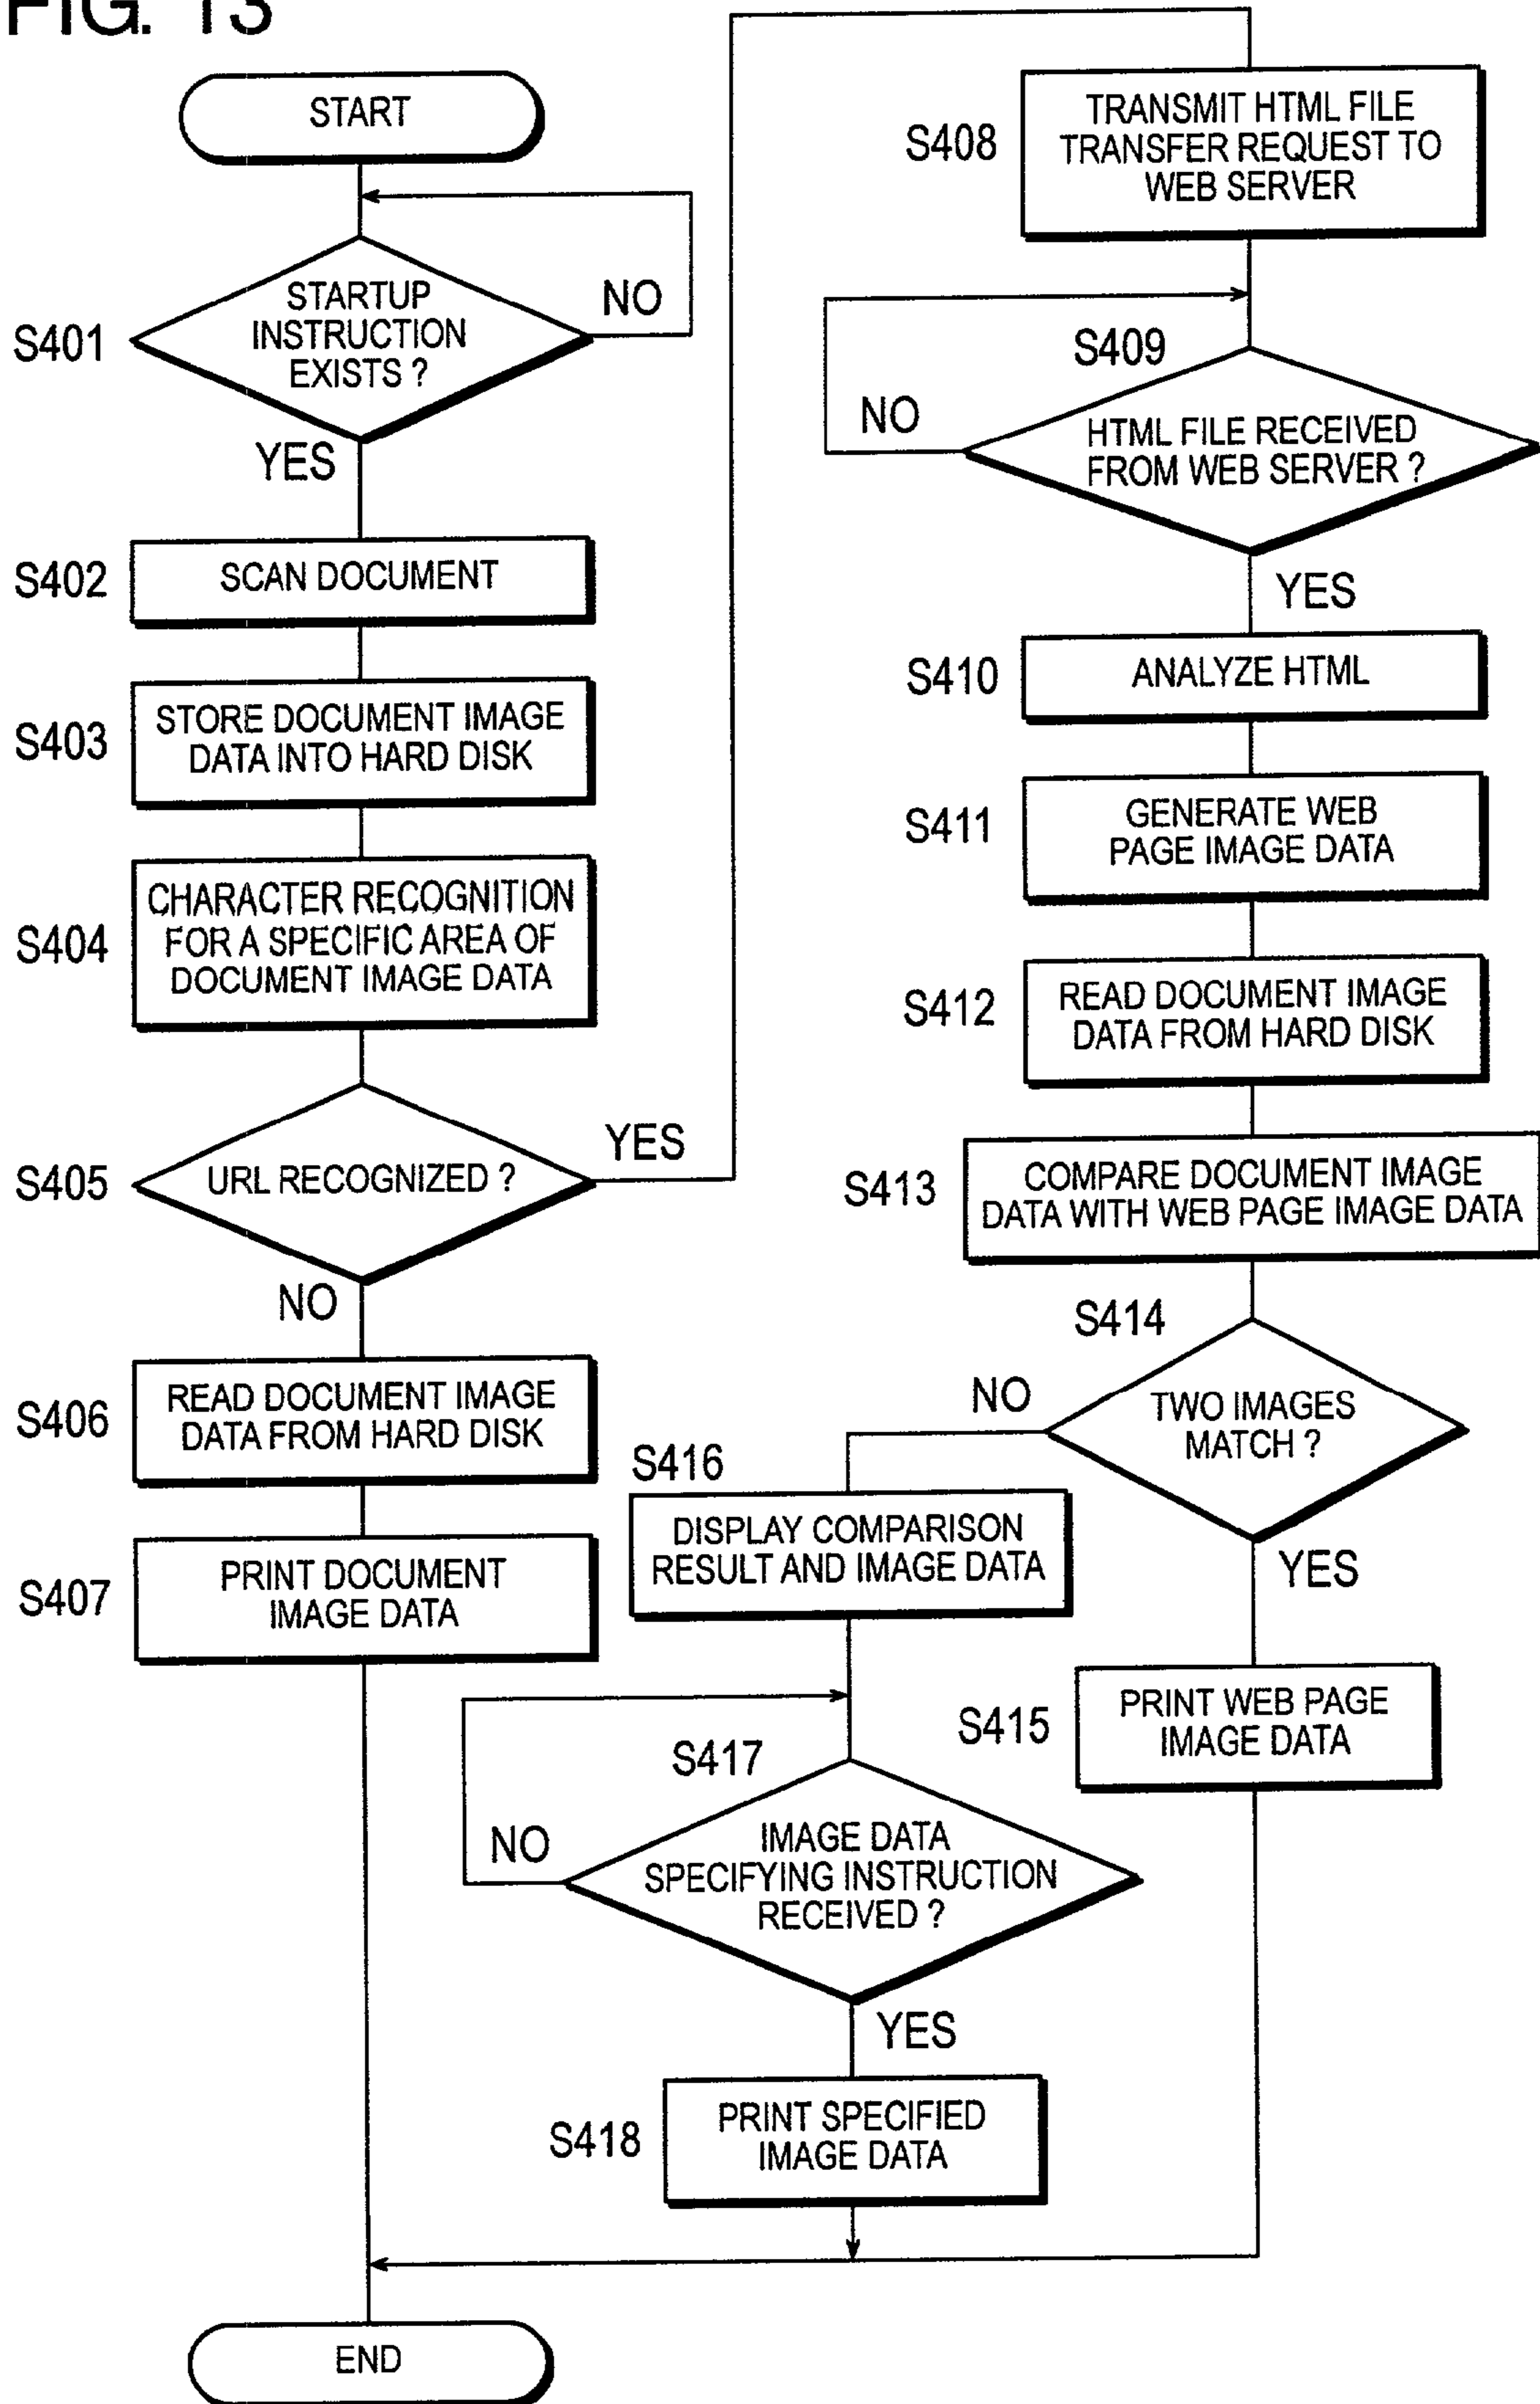 FIG. 13
START
S401
STARTUP
INSTRUCTION
EXISTS ?
NO
YES
S402
SCAN DOCUMENT
S403
STORE DOCUMENT IMAGE
DATA INTO HARD DISK
S404
CHARACTER RECOGNITION
FOR A SPECIFIC AREA OF
DOCUMENT IMAGE DATA
S405
URL RECOGNIZED ?
YES
NO
S406
READ DOCUMENT IMAGE
DATA FROM HARD DISK
S407
PRINT DOCUMENT
IMAGE DATA
S408
TRANSMIT HTML FILE
TRANSFER REQUEST TO
WEB SERVER
S409
NO
HTML FILE RECEIVED
FROM WEB SERVER ?
YES
S410
ANALYZE HTML
S411
GENERATE WEB
PAGE IMAGE DATA
S412
READ DOCUMENT IMAGE
DATA FROM HARD DISK
S413
COMPARE DOCUMENT IMAGE
DATA WITH WEB PAGE IMAGE DATA
S414
NO
TWO IMAGES
MATCH ?
YES
S415
PRINT WEB PAGE
IMAGE DATA
S416
DISPLAY COMPARISON
RESULT AND IMAGE DATA
S417
NO
IMAGE DATA
SPECIFYING INSTRUCTION
RECEIVED ?
YES
S418
PRINT SPECIFIED
IMAGE DATA
END